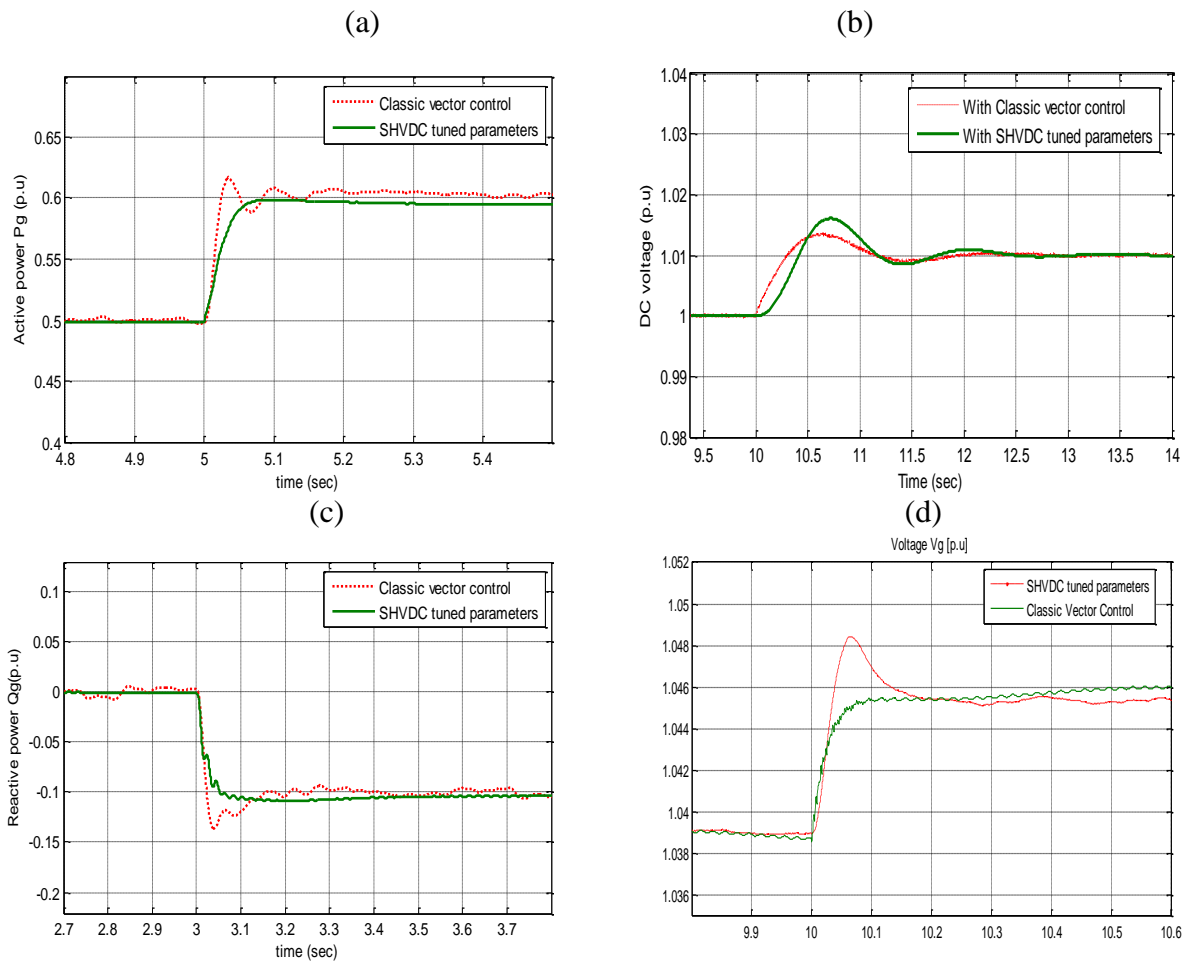 (a)
0.65
0.6
0.55
0.5
0.45
0.4
Active power Pg (p.u)
Classic vector control
SHVDC tuned parameters
4.8 4.9 5 5.1 5.2 5.3 5.4
time (sec)
(b)
1.04
1.03
1.02
1.01
1
0.99
0.98
DC voltage (p.u)
With Classic vector control
With SHVDC tuned parameters
9.5 10 10.5 11 11.5 12 12.5 13 13.5 14
Time (sec)
(c)
0.1
0.05
0
-0.05
-0.1
-0.15
-0.2
Reactive power Qg(p.u)
Classic vector control
SHVDC tuned parameters
2.7 2.8 2.9 3 3.1 3.2 3.3 3.4 3.5 3.6 3.7
time (sec)
(d)
Voltage Vg [p.u]
1.052
1.05
1.048
1.046
1.044
1.042
1.04
1.038
1.036
SHVDC tuned parameters
Classic Vector Control
9.9 10 10.1 10.2 10.3 10.4 10.5 10.6